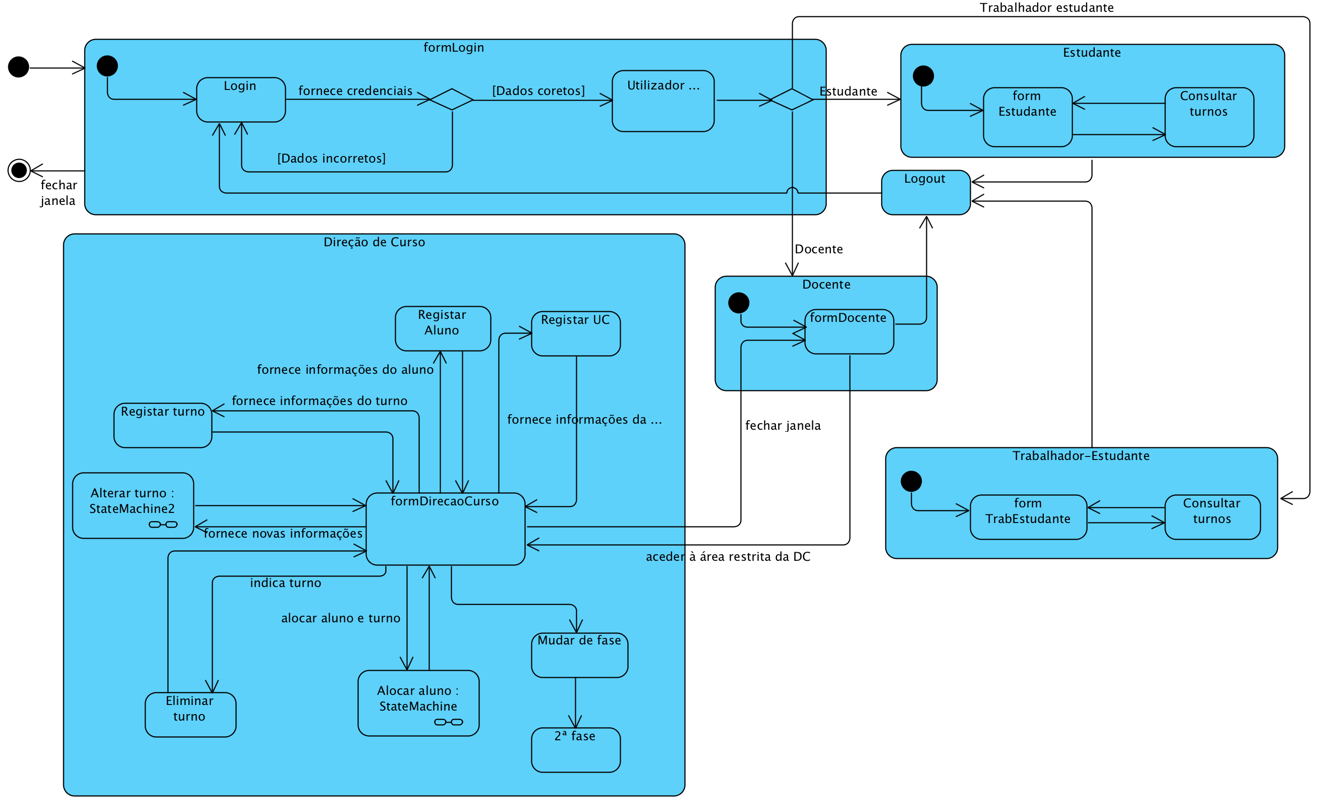 Trabalhador estudante
formLogin
Estudante
Login
fornece credenciais
[Dados coretos]
Utilizador ...
Estudante
form
Estudante
Consultar
turnos
[Dados incorretos]
fechar
janela
Logout
Direção de Curso
Docente
Docente
formDocente
Registar
Aluno
Registar UC
fornece informações do aluno
Registar turno
fornece informações do turno
fornece informações da ...
fechar janela
Trabalhador-Estudante
form
TrabEstudante
Consultar
turnos
Alterar turno :
StateMachine2
formDirecaoCurso
fornece novas informações
aceder à área restrita da DC
indica turno
alocar aluno e turno
Mudar de fase
Eliminar
turno
Alocar aluno :
StateMachine
2ª fase